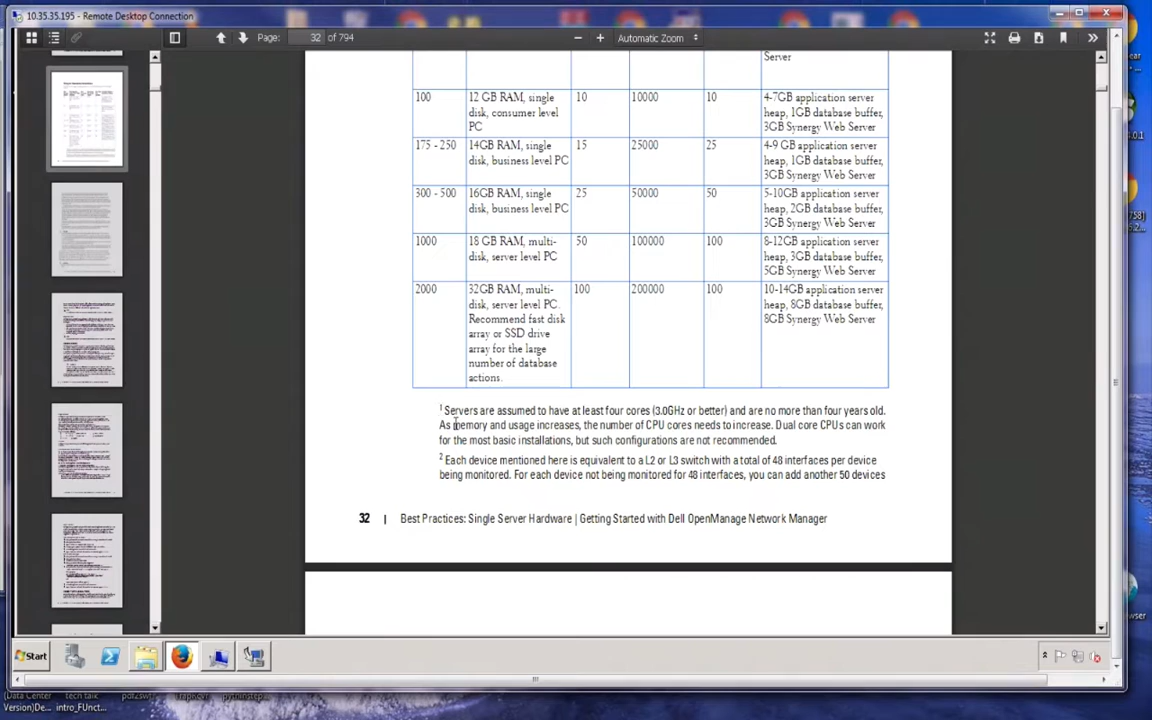 10.35.35.195 - Remote Desktop Connection
Page: 32 of 794
Automatic Zoom
Server
100
12 GB RAM, single
disk, consumer level
PC
10
10000
10
4-7GB application server
heap, 1GB database buffer,
3GB Synergy Web Server
175 - 250
14GB RAM, single
disk, business level PC
15
25000
25
4-9 GB application server
heap, 1GB database buffer,
3GB Synergy Web Server
300 - 500
16GB RAM, single
disk, business level PC
25
50000
50
5-10GB application server
heap, 2GB database buffer,
3GB Synergy Web Server
1000
18 GB RAM, multi-
disk, server level PC
50
100000
100
8-12GB application server
heap, 3GB database buffer,
5GB Synergy Web Server
2000
32GB RAM, multi-
disk, server level PC.
Recommend fast disk
array or SSD drive
array for the large
number of database
actions.
100
200000
100
10-14GB application server
heap, 8GB database buffer,
8GB Synergy Web Server
1 Servers are assumed to have at least four cores (3.0GHz or better) and are no more than four years old.
As memory and usage increases, the number of CPU cores needs to increase. Dual core CPUs can work
for the most basic installations, but such configurations are not recommended.
2 Each device mentioned here is equivalent to a L2 or L3 switch with a total of 48 interfaces per device
being monitored. For each device not being monitored for 48 interfaces, you can add another 50 devices
32 | Best Practices: Single Server Hardware | Getting Started with Dell OpenManage Network Manager
Start
(Data Center
Version)De...
tech talk
intro_FUnct...